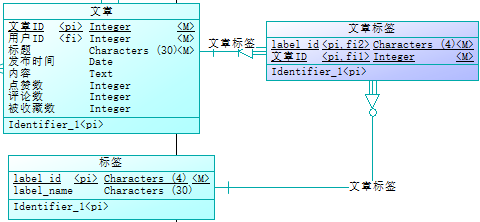 文章
文章ID <pi> Integer <M>
用户ID <fi> Integer <M>
标题 Characters (30)<M>
发布时间 Date
内容 Text
点赞数 Integer
评论数 Integer
被收藏数 Integer
Identifier_1<pi>
文章标签
文章标签
label_id <pi,fi2> Characters (4)<M>
文章ID <pi,fi1> Integer <M>
Identifier_1<pi>
标签
label_id <pi> Characters (4) <M>
label_name Characters (30)
Identifier_1<pi>
文章标签